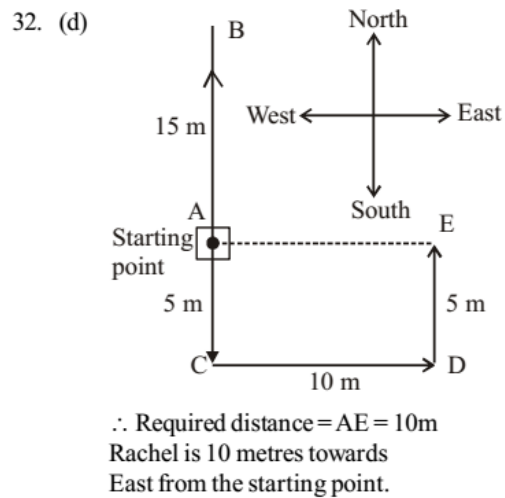 32. (d)
B
North
15 m
West
East
A
South
E
Starting
point
5 m
5 m
C
D
10 m
∴ Required distance = AE = 10m
Rachel is 10 metres towards
East from the starting point.